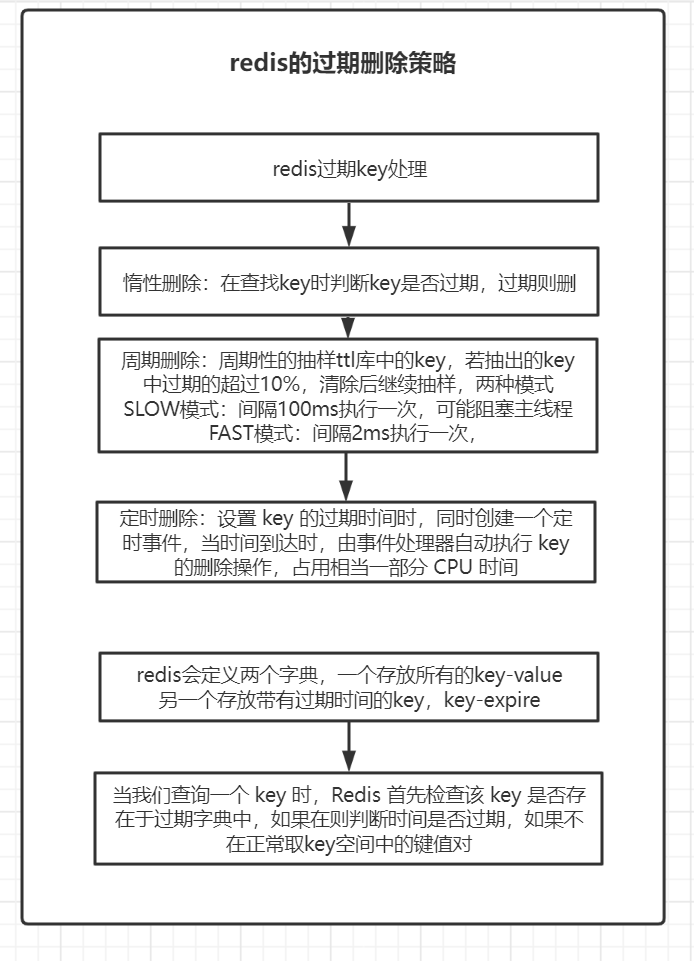 redis的过期删除策略
redis过期key处理
惰性删除：在查找key时判断key是否过期，过期则删
周期删除：周期性的抽样ttl库中的key，若抽出的key
中过期的超过10%，清除后继续抽样，两种模式
SLOW模式：间隔100ms执行一次，可能阻塞主线程
FAST模式：间隔2ms执行一次，
定时删除：设置 key 的过期时间时，同时创建一个定
时事件，当时间到达时，由事件处理器自动执行 key
的删除操作，占用相当一部分 CPU 时间
redis会定义两个字典，一个存放所有的key-value
另一个存放带有过期时间的key，key-expire
当我们查询一个 key 时，Redis 首先检查该 key 是否存
在于过期字典中，如果在则判断时间是否过期，如果不
在正常取key空间中的键值对